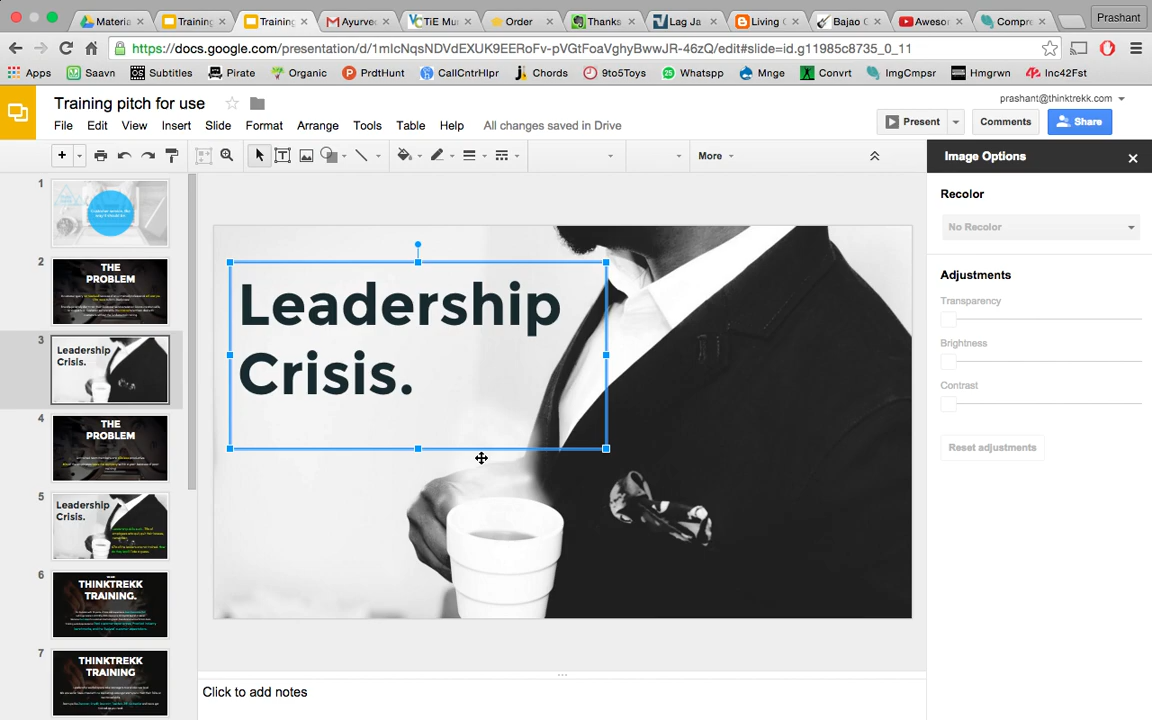 Materia
Training
Training
Ayurve
TiE Mu
Order
Thanks
Lag Ja
Living
Bajao
Aweso
Compre
Prashant
https://docs.google.com/presentation/d/1mIcNqsNDVdEXUK9EERoFv-pVGtFoaVghyBwwJR-46zQ/edit#slide=id.g11985c8735_0_11
Apps
Saavn
Subtitles
Pirate
Organic
PrdtHunt
CallCntrHlpr
Chords
9to5Toys
Whatspp
Mnge
Convrt
ImgCmpsr
Hmgrwn
Inc42Fst
Training pitch for use
prashant@thinktrekk.com
File Edit View Insert Slide Format Arrange Tools Table Help All changes saved in Drive
Present
Comments
Share
More
Image Options
Recolor
No Recolor
Adjustments
Transparency
Brightness
Contrast
Reset adjustments
1
2
THE
PROBLEM
3
Leadership
Crisis.
4
THE
PROBLEM
5
Leadership
Crisis.
6
THINKTREKK
TRAINING.
7
THINKTREKK
TRAINING
Leadership
Crisis.
Click to add notes